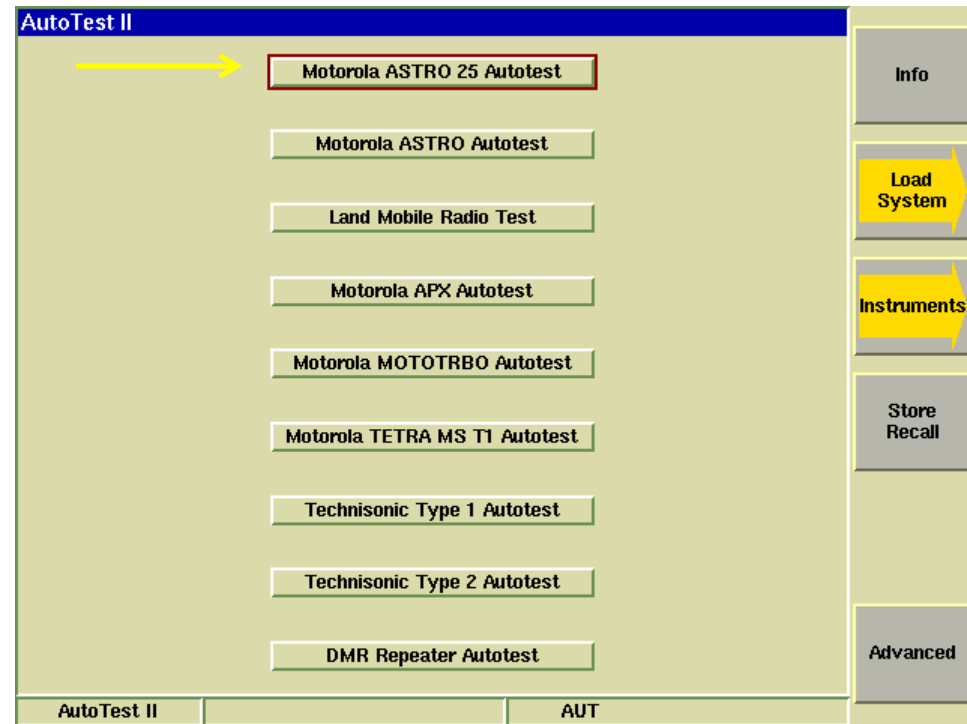 AutoTest II
Motorola ASTRO 25 Autotest
Motorola ASTRO Autotest
Land Mobile Radio Test
Motorola APX Autotest
Motorola MOTOTRBO Autotest
Motorola TETRA MS T1 Autotest
Technisonic Type 1 Autotest
Technisonic Type 2 Autotest
DMR Repeater Autotest
Info
Load
System
Instruments
Store
Recall
Advanced
AutoTest II
AUT